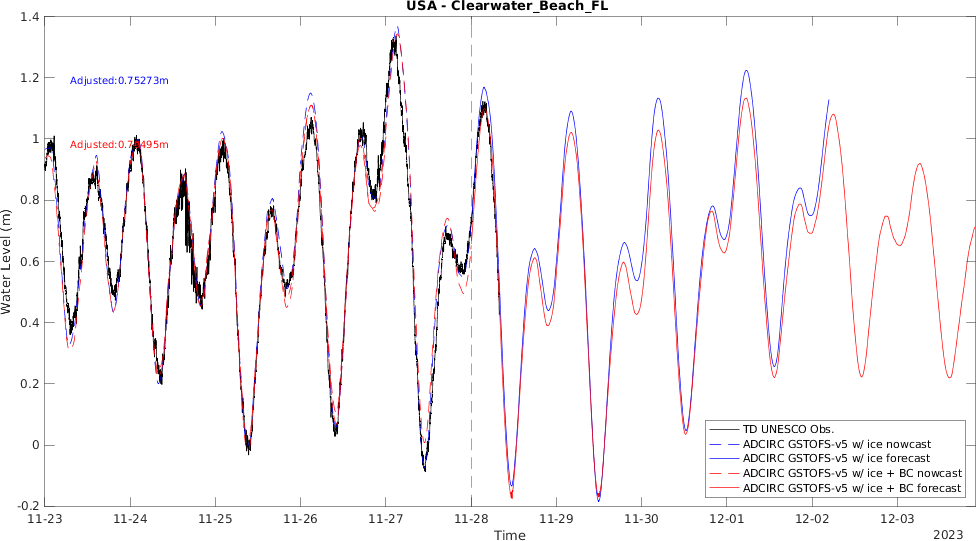 USA - Clearwater_Beach_FL
1.4
1.2
1
0.8
0.6
0.4
0.2
0
-0.2
Water Level (m)
Adjusted:0.75273m
TD UNESCO Obs.
ADCIRC GSTOFS-v5 w/ ice nowcast
ADCIRC GSTOFS-v5 w/ ice forecast
ADCIRC GSTOFS-v5 w/ ice + BC nowcast
ADCIRC GSTOFS-v5 w/ ice + BC forecast
11-23 11-24 11-25 11-26 11-27 11-28 11-29 11-30 12-01 12-02 12-03
Time
2023